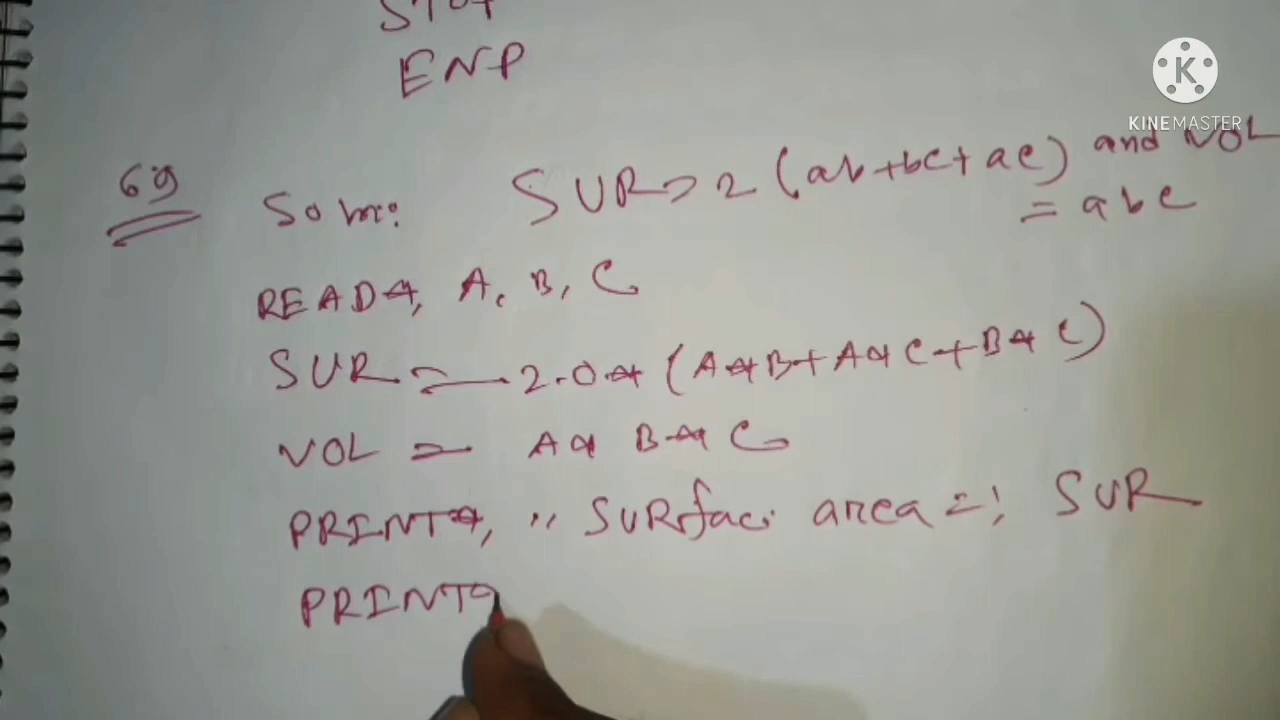 STOP
END
K
KINEMASTER
69
Soln: SUR = 2 (ab+bc+ac) and VOL
= abc
READ*, A, B, C
SUR = 2.0* (A*B+A*C+B*C)
VOL = A* B* C
PRINT*, " SURface area =; SUR
PRINT*